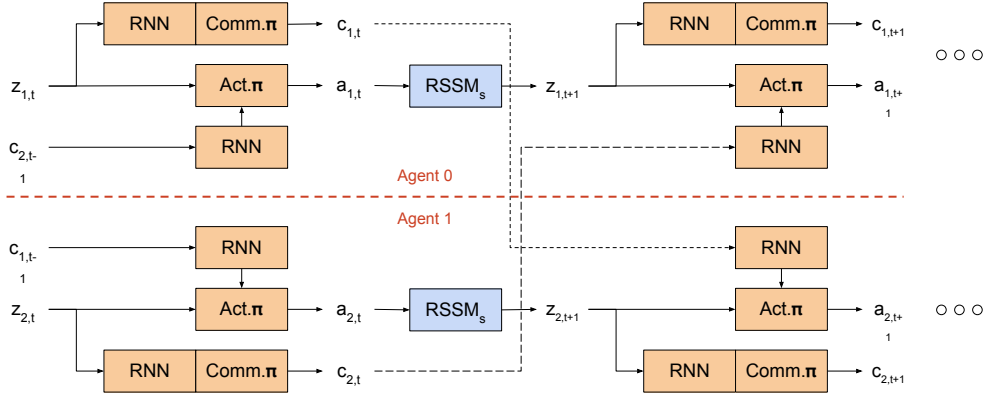 RNN Comm.π c1,t RNN Comm.π c1,t+1
z1,t Act.π a1,t RSSMs z1,t+1 Act.π a1,t+
1
c2,t- RNN RNN
1
Agent 0
Agent 1
c1,t- RNN RNN
1
z2,t Act.π a2,t RSSMs z2,t+1 Act.π a2,t+
1
RNN Comm.π c2,t RNN Comm.π c2,t+1